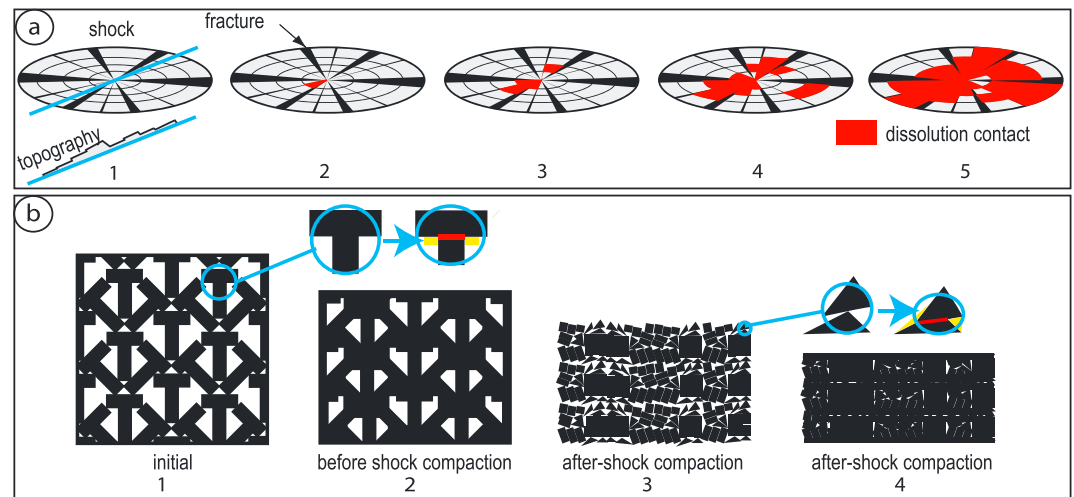 a
shock
fracture
topography
dissolution contact
1
2
3
4
5
b
initial
before shock compaction
after-shock compaction
after-shock compaction
1
2
3
4